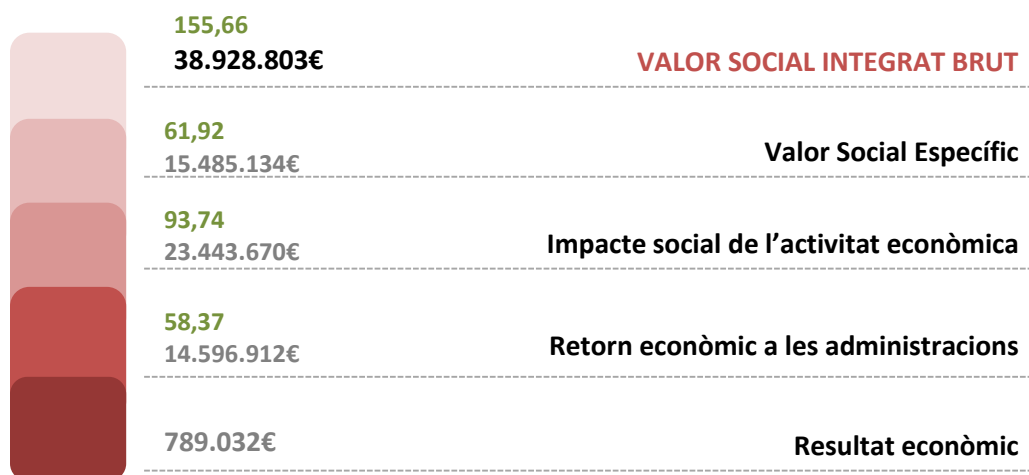 155,66
38.928.803€
VALOR SOCIAL INTEGRAT BRUT
61,92
15.485.134€
Valor Social Específic
93,74
23.443.670€
Impacte social de l’activitat econòmica
58,37
14.596.912€
Retorn econòmic a les administracions
789.032€
Resultat econòmic